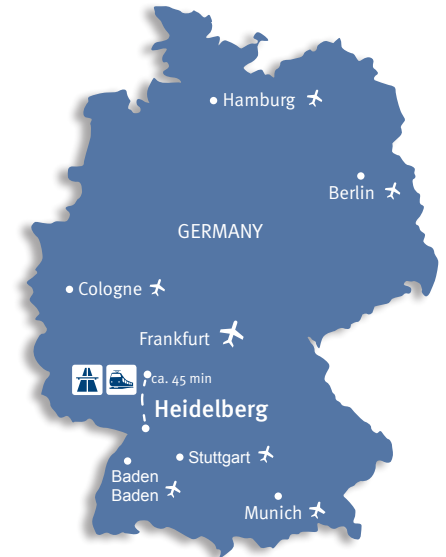 Hamburg
Berlin
GERMANY
Cologne
Frankfurt
ca. 45 min
Heidelberg
Stuttgart
Baden
Baden
Munich